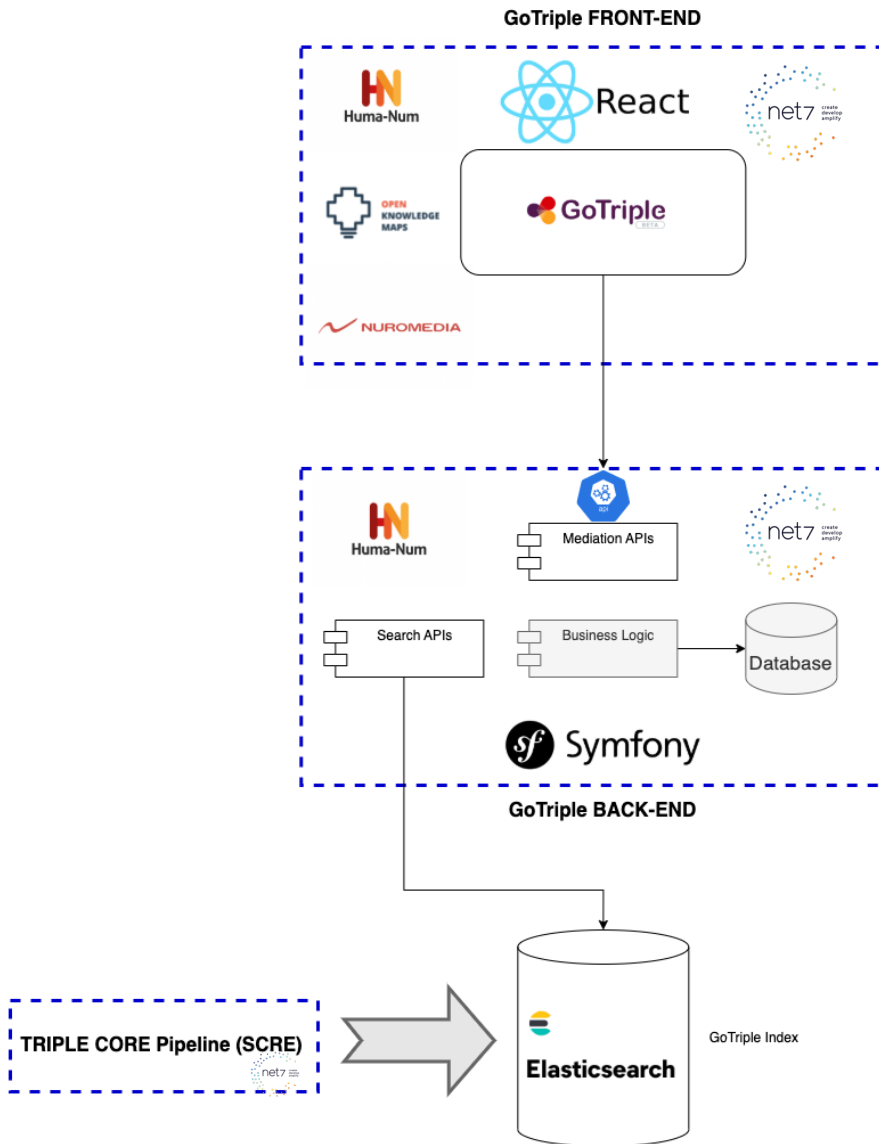 GoTriple FRONT-END
Huma-Num
React
net7 create
develop
amplify
OPEN
KNOWLEDGE
MAPS
GoTriple
BETA
NUROMEDIA
api
Huma-Num
Mediation APIs
net7 create
develop
amplify
Search APIs
Business Logic
Database
sf Symfony
GoTriple BACK-END
TRIPLE CORE Pipeline (SCRE)
net7
Elasticsearch
GoTriple Index